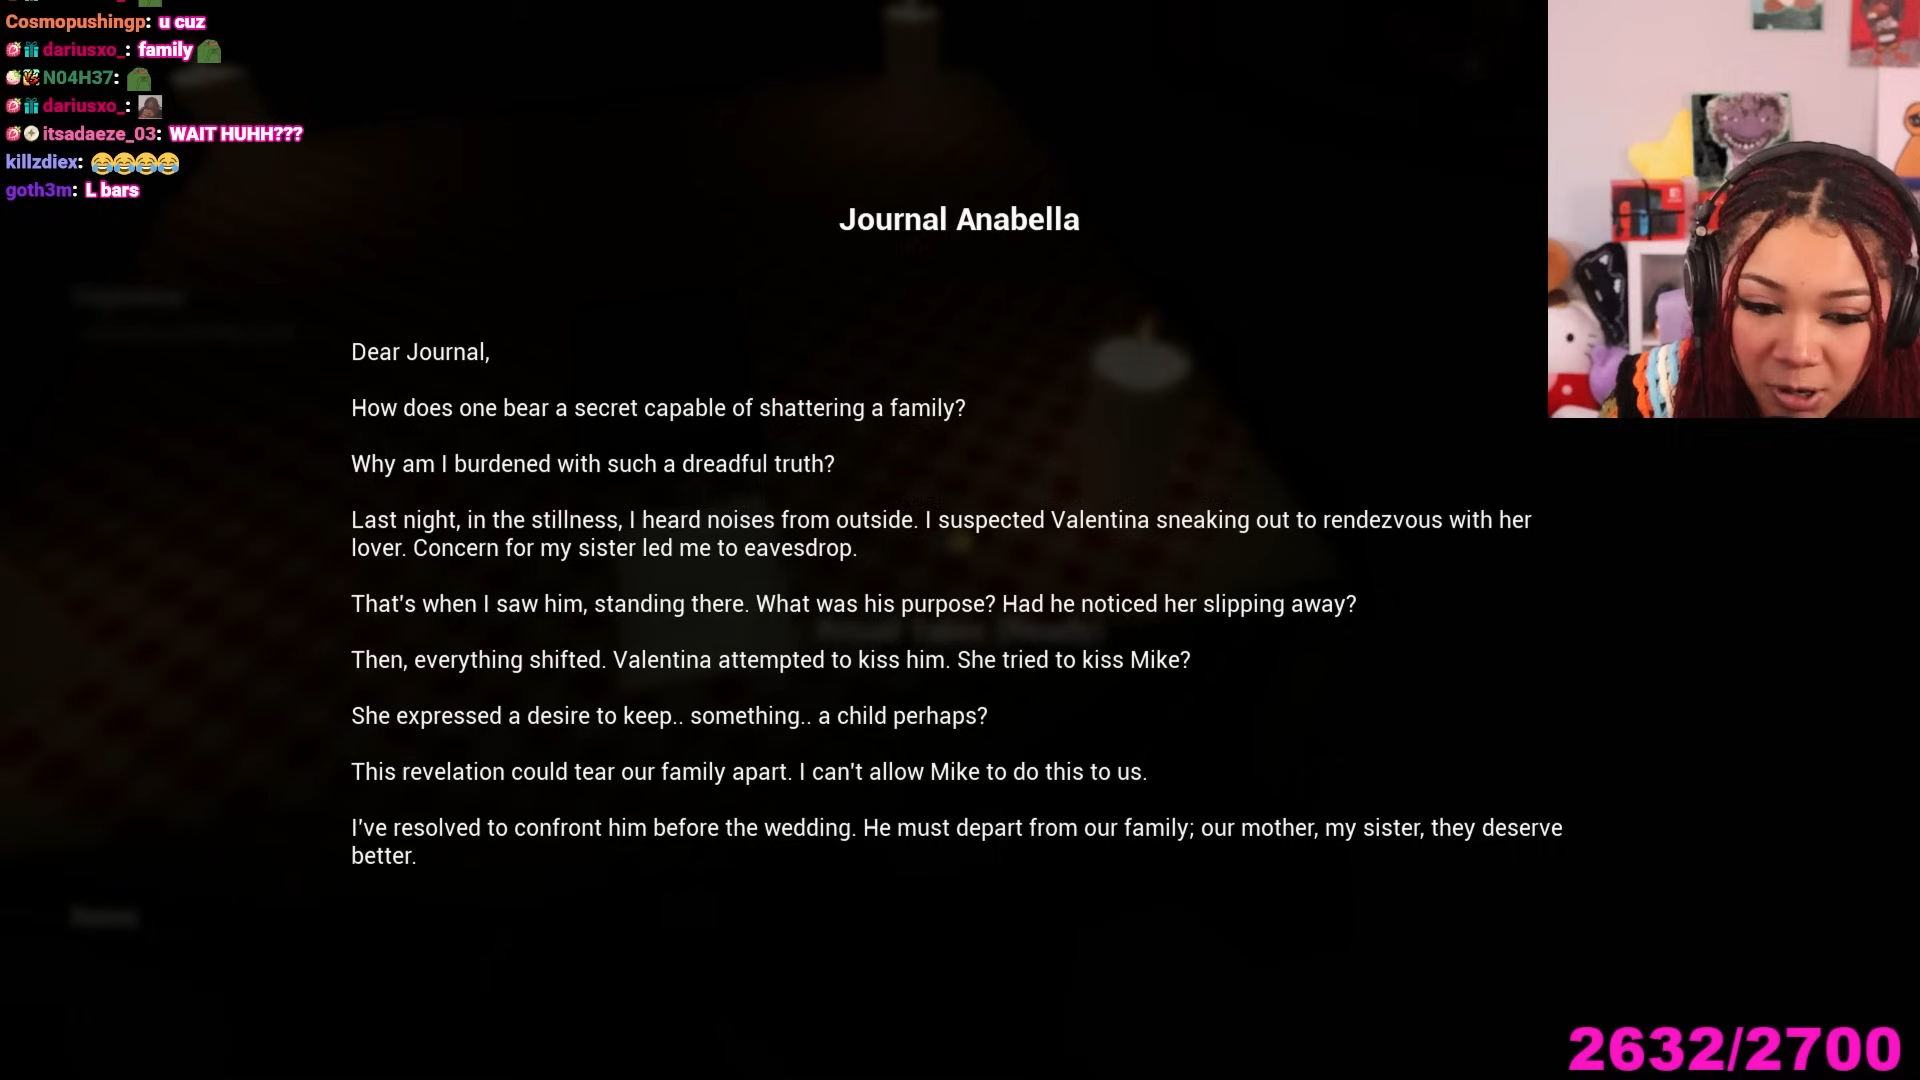 Cosmopushingp: u cuz
dariusxo_: family
N04H37:
dariusxo_:
itsadaeze_03: WAIT HUHH???
killzdiex: 😂😂😂😂
goth3m: L bars
Journal Anabella
Dear Journal,
How does one bear a secret capable of shattering a family?
Why am I burdened with such a dreadful truth?
Last night, in the stillness, I heard noises from outside. I suspected Valentina sneaking out to rendezvous with her
lover. Concern for my sister led me to eavesdrop.
That's when I saw him, standing there. What was his purpose? Had he noticed her slipping away?
Then, everything shifted. Valentina attempted to kiss him. She tried to kiss Mike?
She expressed a desire to keep.. something.. a child perhaps?
This revelation could tear our family apart. I can't allow Mike to do this to us.
I've resolved to confront him before the wedding. He must depart from our family; our mother, my sister, they deserve
better.
2632/2700